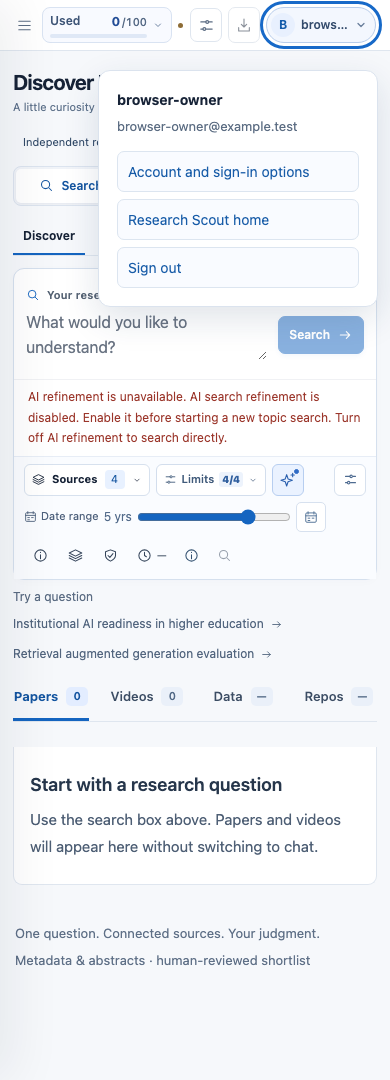 Used 0/100
B brows...
Discover
A little curiosity
browser-owner
browser-owner@example.test
Independent re
Account and sign-in options
Search
Research Scout home
Discover
Sign out
Your rese
What would you like to
understand?
Search
AI refinement is unavailable. AI search refinement is
disabled. Enable it before starting a new topic search. Turn
off AI refinement to search directly.
Sources 4
Limits 4/4
Date range 5 yrs
Try a question
Institutional AI readiness in higher education
Retrieval augmented generation evaluation
Papers 0 Videos 0 Data — Repos —
Start with a research question
Use the search box above. Papers and videos
will appear here without switching to chat.
One question. Connected sources. Your judgment.
Metadata & abstracts · human-reviewed shortlist